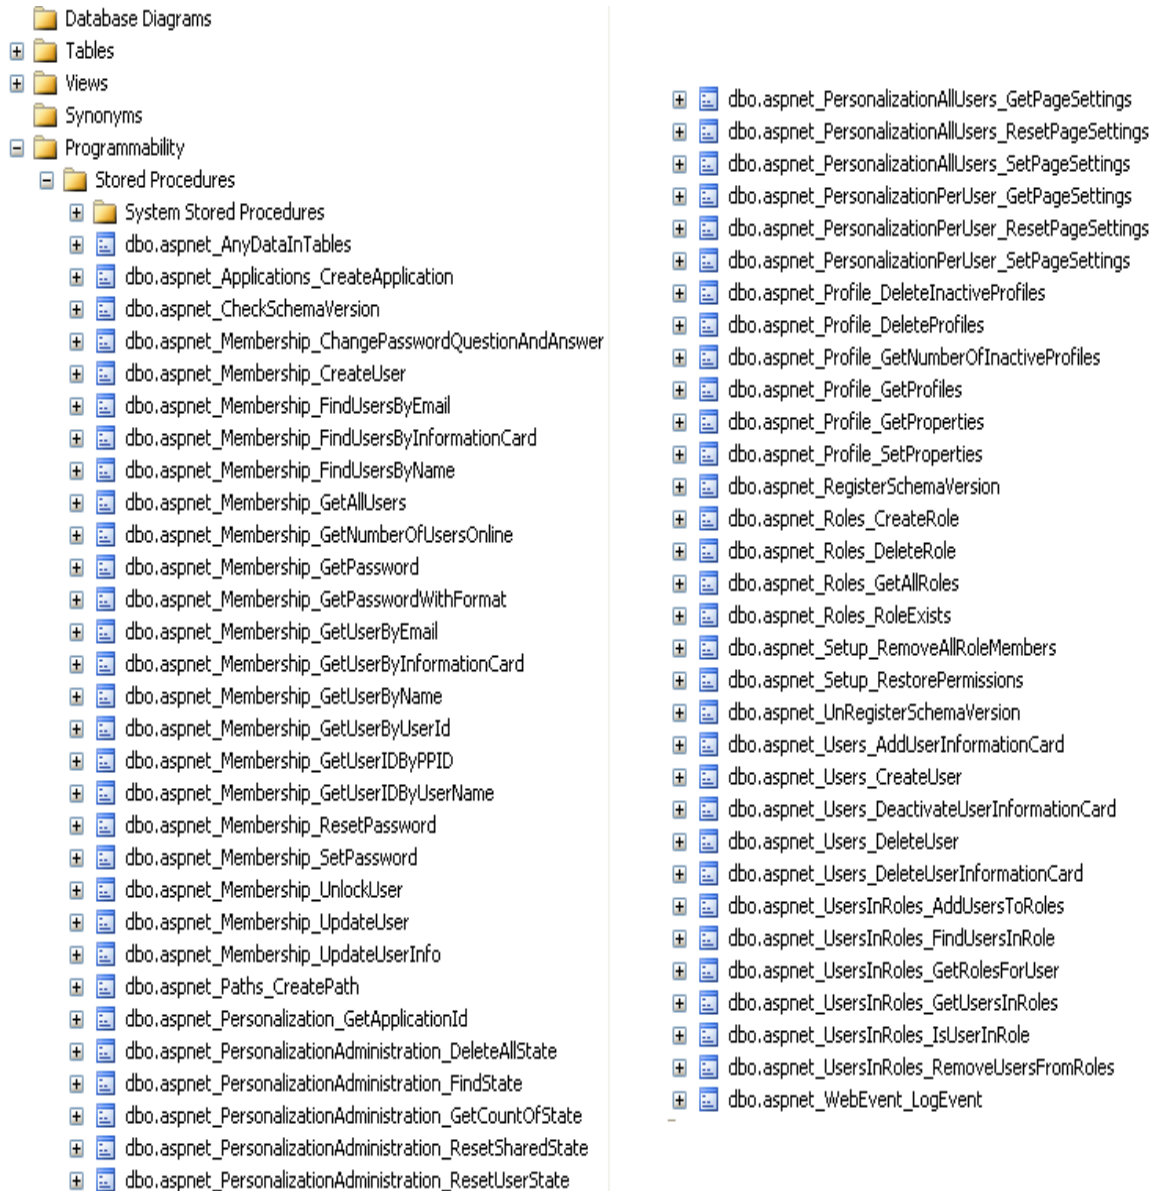 Database Diagrams
Tables
Views
Synonyms
Programmability
Stored Procedures
System Stored Procedures
dbo.aspnet_AnyDataInTables
dbo.aspnet_Applications_CreateApplication
dbo.aspnet_CheckSchemaVersion
dbo.aspnet_Membership_ChangePasswordQuestionAndAnswer
dbo.aspnet_Membership_CreateUser
dbo.aspnet_Membership_FindUsersByEmail
dbo.aspnet_Membership_FindUsersByInformationCard
dbo.aspnet_Membership_FindUsersByName
dbo.aspnet_Membership_GetAllUsers
dbo.aspnet_Membership_GetNumberOfUsersOnline
dbo.aspnet_Membership_GetPassword
dbo.aspnet_Membership_GetPasswordWithFormat
dbo.aspnet_Membership_GetUserByEmail
dbo.aspnet_Membership_GetUserByInformationCard
dbo.aspnet_Membership_GetUserByName
dbo.aspnet_Membership_GetUserByUserId
dbo.aspnet_Membership_GetUserIDByPPID
dbo.aspnet_Membership_GetUserIDByUserName
dbo.aspnet_Membership_ResetPassword
dbo.aspnet_Membership_SetPassword
dbo.aspnet_Membership_UnlockUser
dbo.aspnet_Membership_UpdateUser
dbo.aspnet_Membership_UpdateUserInfo
dbo.aspnet_Paths_CreatePath
dbo.aspnet_Personalization_GetApplicationId
dbo.aspnet_PersonalizationAdministration_DeleteAllState
dbo.aspnet_PersonalizationAdministration_FindState
dbo.aspnet_PersonalizationAdministration_GetCountOfState
dbo.aspnet_PersonalizationAdministration_ResetSharedState
dbo.aspnet_PersonalizationAdministration_ResetUserState
dbo.aspnet_PersonalizationAllUsers_GetPageSettings
dbo.aspnet_PersonalizationAllUsers_ResetPageSettings
dbo.aspnet_PersonalizationAllUsers_SetPageSettings
dbo.aspnet_PersonalizationPerUser_GetPageSettings
dbo.aspnet_PersonalizationPerUser_ResetPageSettings
dbo.aspnet_PersonalizationPerUser_SetPageSettings
dbo.aspnet_Profile_DeleteInactiveProfiles
dbo.aspnet_Profile_DeleteProfiles
dbo.aspnet_Profile_GetNumberOfInactiveProfiles
dbo.aspnet_Profile_GetProfiles
dbo.aspnet_Profile_GetProperties
dbo.aspnet_Profile_SetProperties
dbo.aspnet_RegisterSchemaVersion
dbo.aspnet_Roles_CreateRole
dbo.aspnet_Roles_DeleteRole
dbo.aspnet_Roles_GetAllRoles
dbo.aspnet_Roles_RoleExists
dbo.aspnet_Setup_RemoveAllRoleMembers
dbo.aspnet_Setup_RestorePermissions
dbo.aspnet_UnRegisterSchemaVersion
dbo.aspnet_Users_AddUserInformationCard
dbo.aspnet_Users_CreateUser
dbo.aspnet_Users_DeactivateUserInformationCard
dbo.aspnet_Users_DeleteUser
dbo.aspnet_Users_DeleteUserInformationCard
dbo.aspnet_UsersInRoles_AddUsersToRoles
dbo.aspnet_UsersInRoles_FindUsersInRole
dbo.aspnet_UsersInRoles_GetRolesForUser
dbo.aspnet_UsersInRoles_GetUsersInRoles
dbo.aspnet_UsersInRoles_IsUserInRole
dbo.aspnet_UsersInRoles_RemoveUsersFromRoles
dbo.aspnet_WebEvent_LogEvent